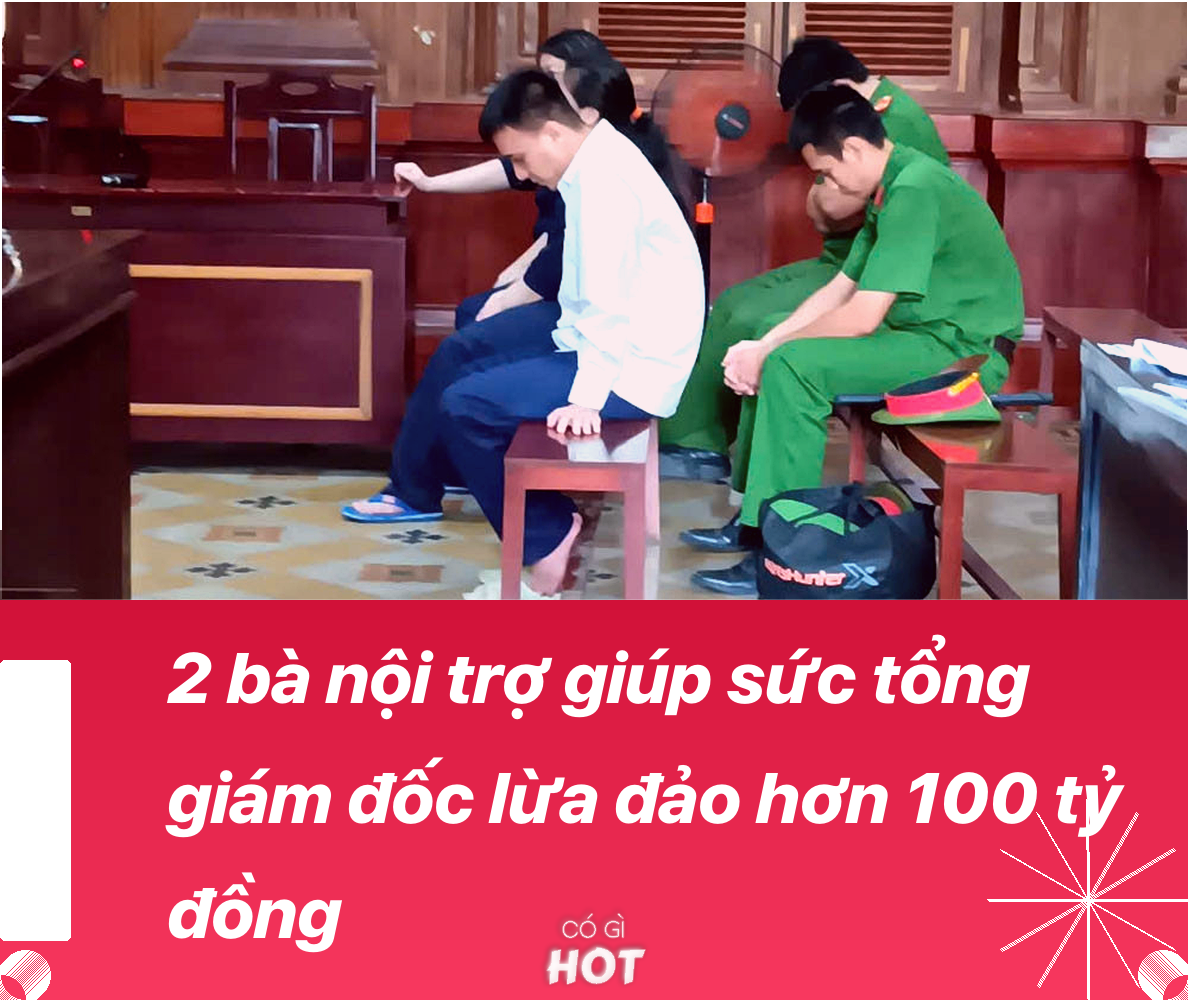 2 bà nội trợ giúp sức tổng
giám đốc lừa đảo hơn 100 tỷ
đồng
CÓ GÌ
HOT